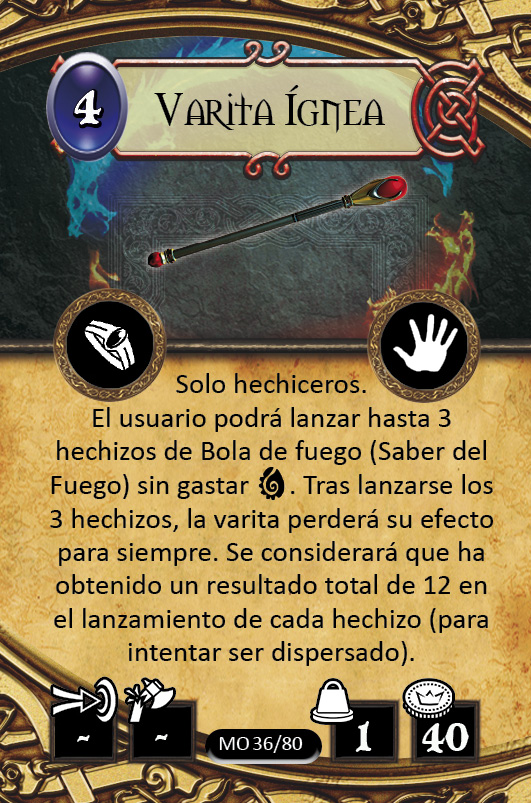 4
Varita Ígnea
Solo hechiceros.
El usuario podrá lanzar hasta 3
hechizos de Bola de fuego (Saber del
Fuego) sin gastar . Tras lanzarse los
3 hechizos, la varita perderá su efecto
para siempre. Se considerará que ha
obtenido un resultado total de 12 en
el lanzamiento de cada hechizo (para
intentar ser dispersado).
- - MO 36/80 1 40